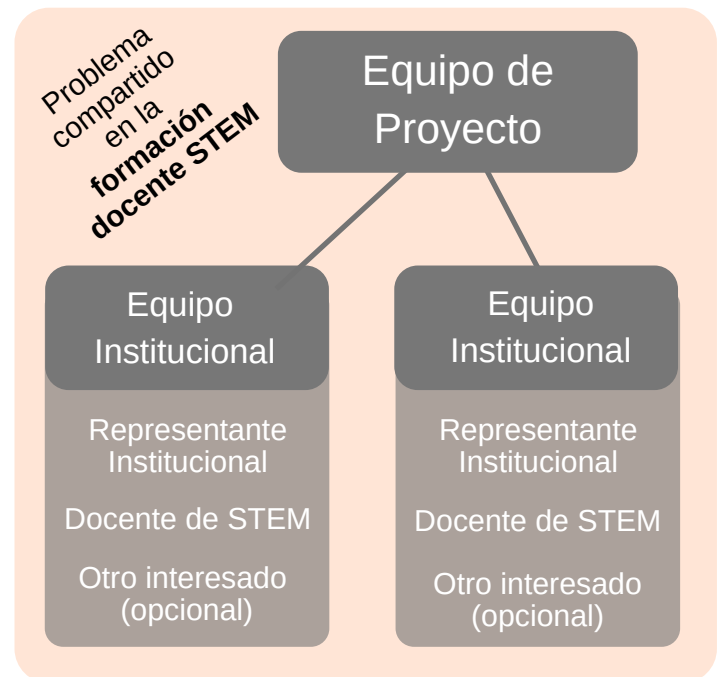 Problema
compartido
en la
formación
docente STEM
Equipo de
Proyecto
Equipo
Institucional
Representante
Institucional
Docente de STEM
Otro interesado
(opcional)
Equipo
Institucional
Representante
Institucional
Docente de STEM
Otro interesado
(opcional)